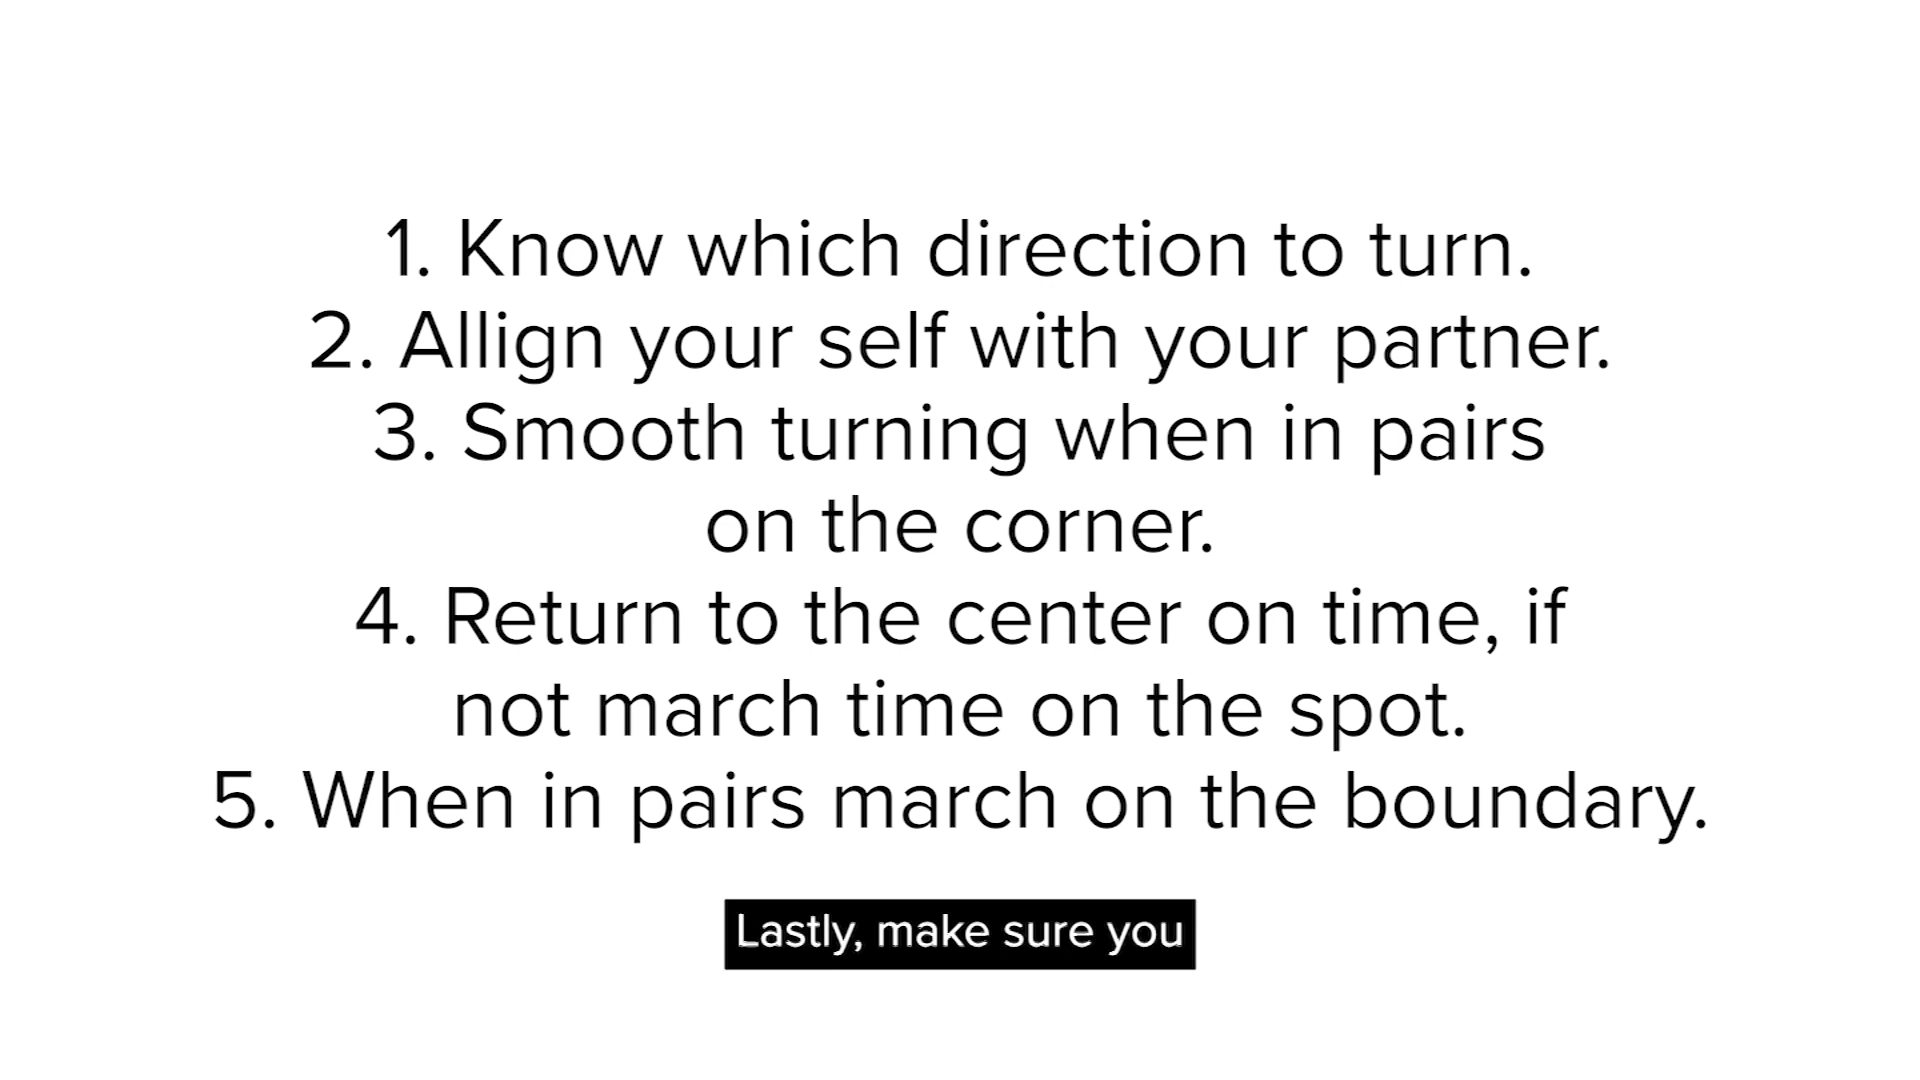 1. Know which direction to turn.
2. Allign your self with your partner.
3. Smooth turning when in pairs
on the corner.
4. Return to the center on time, if
not march time on the spot.
5. When in pairs march on the boundary.
Lastly, make sure you